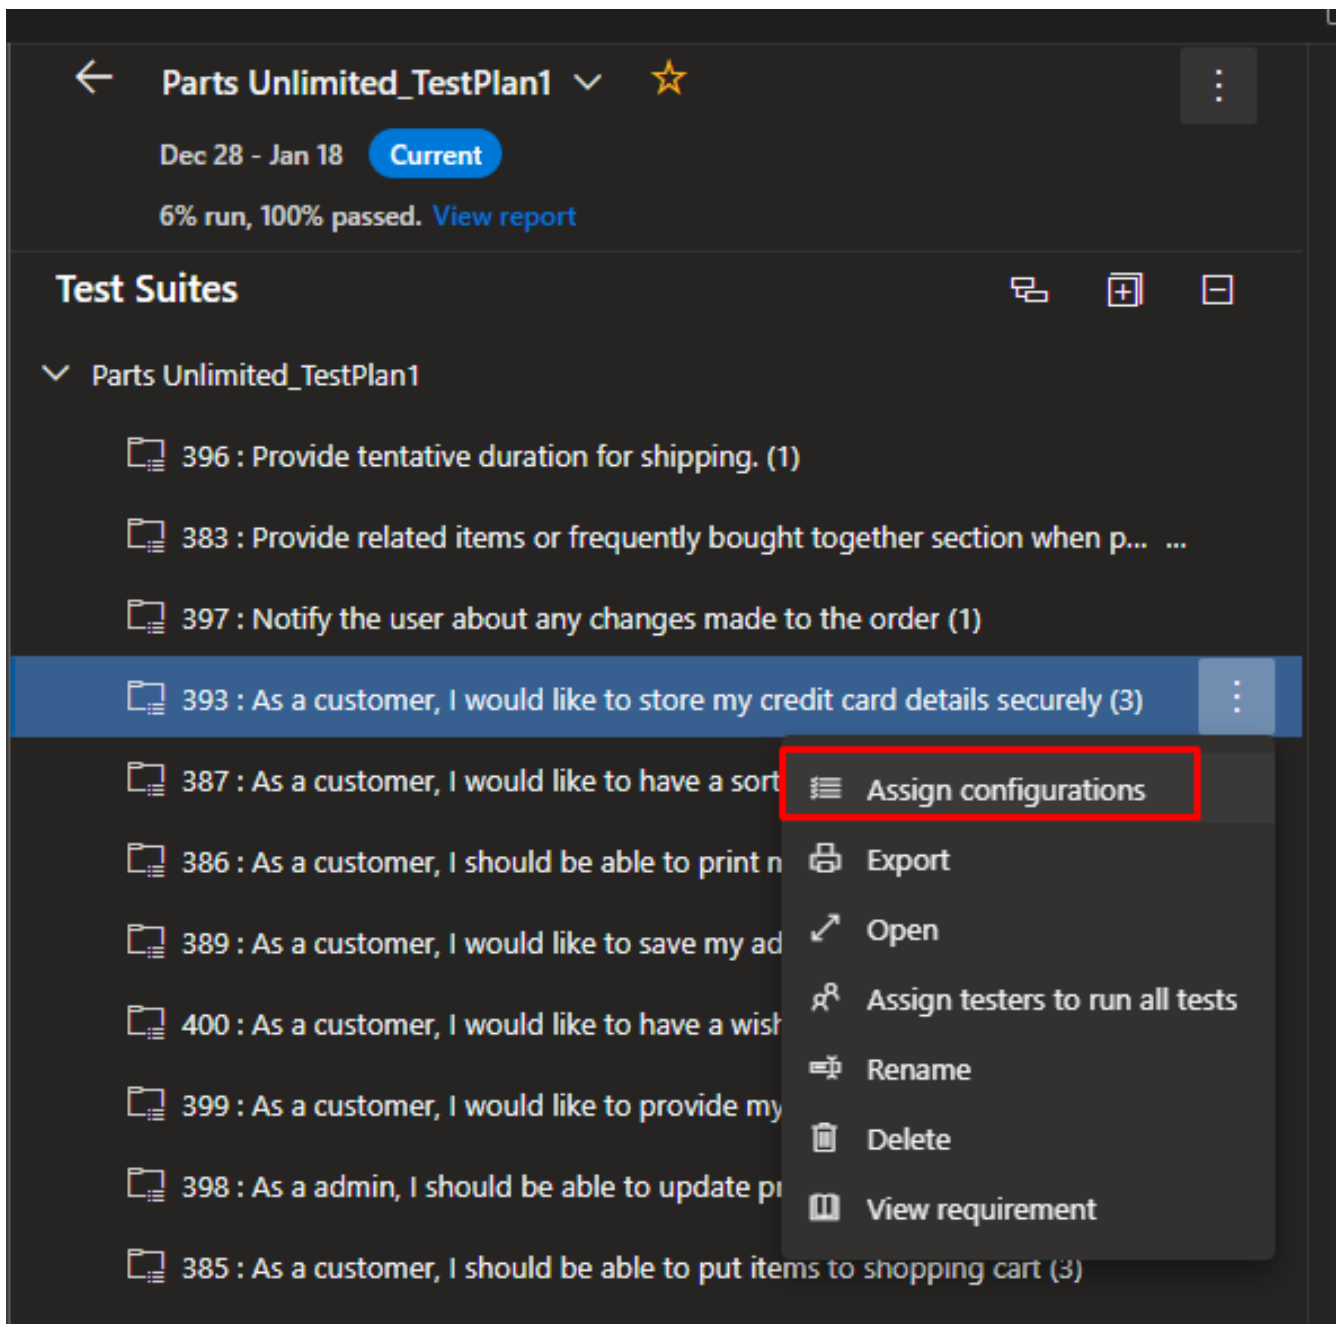 Parts Unlimited_TestPlan1
Dec 28 - Jan 18 Current
6% run, 100% passed. View report
Test Suites
Parts Unlimited_TestPlan1
396 : Provide tentative duration for shipping. (1)
383 : Provide related items or frequently bought together section when p... ...
397 : Notify the user about any changes made to the order (1)
393 : As a customer, I would like to store my credit card details securely (3)
387 : As a customer, I would like to have a sort
Assign configurations
386 : As a customer, I should be able to print
Export
389 : As a customer, I would like to save my
Open
400 : As a customer, I would like to have a
Assign testers to run all tests
399 : As a customer, I would like to provide my
Rename
Delete
398 : As a admin, I should be able to update
View requirement
385 : As a customer, I should be able to put items to shopping cart (3)